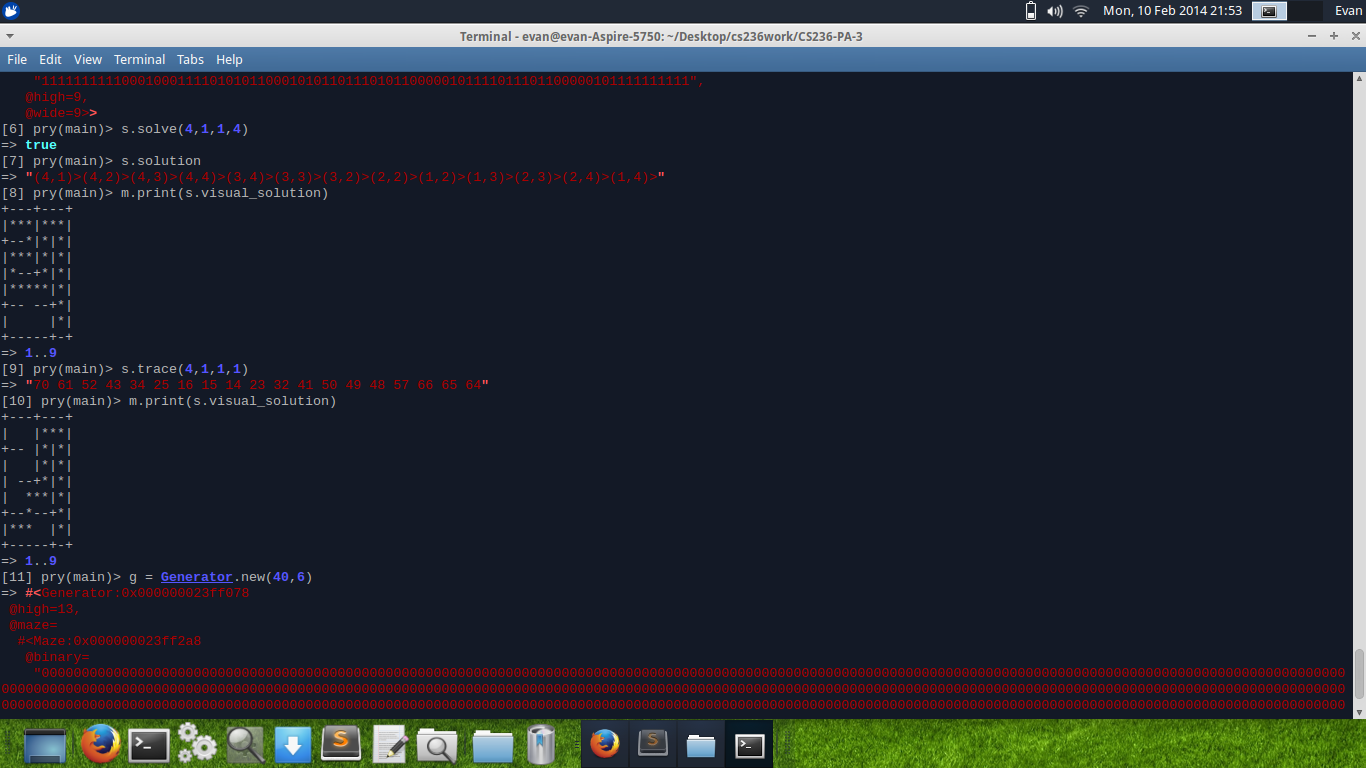 Mon, 10 Feb 2014 21:53
Evan
Terminal - evan@evan-Aspire-5750: ~/Desktop/cs236work/CS236-PA-3
File Edit View Terminal Tabs Help
"111111111100010001111010101100010101101110101100000101111011101100000101111111111",
@high=9,
@wide=9>>
[6] pry(main)> s.solve(4,1,1,4)
=> true
[7] pry(main)> s.solution
=> "(4,1)>(4,2)>(4,3)>(4,4)>(3,4)>(3,3)>(3,2)>(2,2)>(1,2)>(1,3)>(2,3)>(2,4)>(1,4)>"
[8] pry(main)> m.print(s.visual_solution)
+---+---+
|***|***|
+--*|*|*|
|***|*|*|
|*--+*|*|
|*****|*|
+-- --+*|
|     |*|
+-----+-+
=> 1..9
[9] pry(main)> s.trace(4,1,1,1)
=> "70 61 52 43 34 25 16 15 14 23 32 41 50 49 48 57 66 65 64"
[10] pry(main)> m.print(s.visual_solution)
+---+---+
|   |***|
+-- |*|*|
|   |*|*|
| --+*|*|
|  ***|*|
+--*--+*|
|***  |*|
+-----+-+
=> 1..9
[11] pry(main)> g = Generator.new(40,6)
=> #<Generator:0x000000023ff078
@high=13,
@maze=
#<Maze:0x000000023ff2a8
@binary=
"0000000000000000000000000000000000000000000000000000000000000000000000000000000000000000000000000000000000000000000000000000000000000000000000000000000000000000000
000000000000000000000000000000000000000000000000000000000000000000000000000000000000000000000000000000000000000000000000000000000000000000000000000000000000000000000000
000000000000000000000000000000000000000000000000000000000000000000000000000000000000000000000000000000000000000000000000000000000000000000000000000000000000000000000000